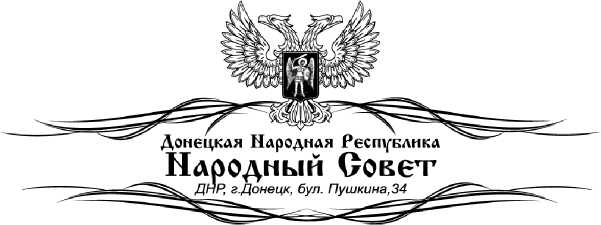 Донецкая Народная Республика
Народный Совет
ДНР, г.Донецк, бул. Пушкина,34